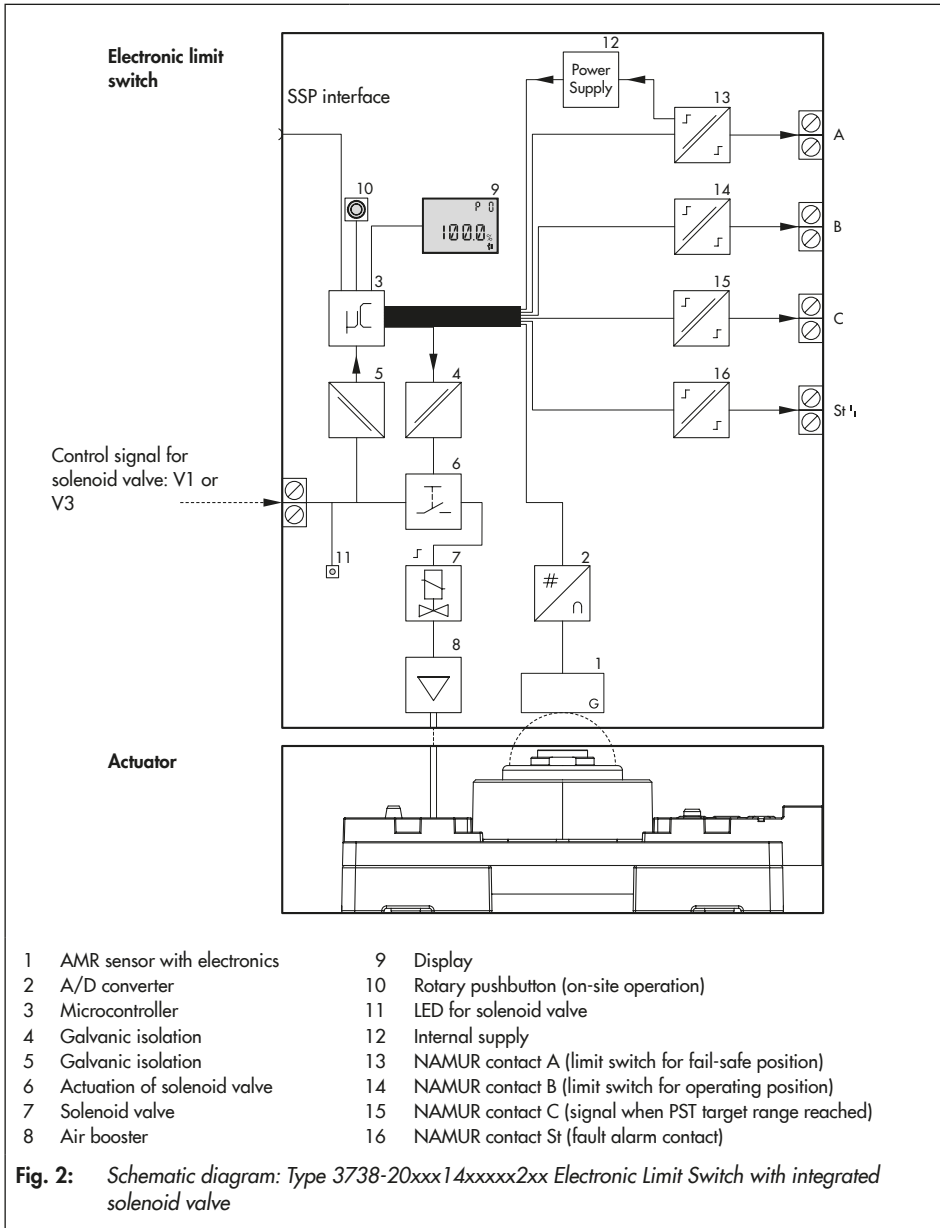 Electronic limit
switch
SSP interface
12
Power
Supply
13
A
10
9
P 0
100.0 %
14
B
3
µC
15
C
5
4
16
St
Control signal for
solenoid valve: V1 or
V3
6
11
7
2
#
∩
8
1
G
Actuator
1 AMR sensor with electronics
2 A/D converter
3 Microcontroller
4 Galvanic isolation
5 Galvanic isolation
6 Actuation of solenoid valve
7 Solenoid valve
8 Air booster
9 Display
10 Rotary pushbutton (on-site operation)
11 LED for solenoid valve
12 Internal supply
13 NAMUR contact A (limit switch for fail-safe position)
14 NAMUR contact B (limit switch for operating position)
15 NAMUR contact C (signal when PST target range reached)
16 NAMUR contact St (fault alarm contact)
Fig. 2: Schematic diagram: Type 3738-20xxx14xxxxx2xx Electronic Limit Switch with integrated
solenoid valve